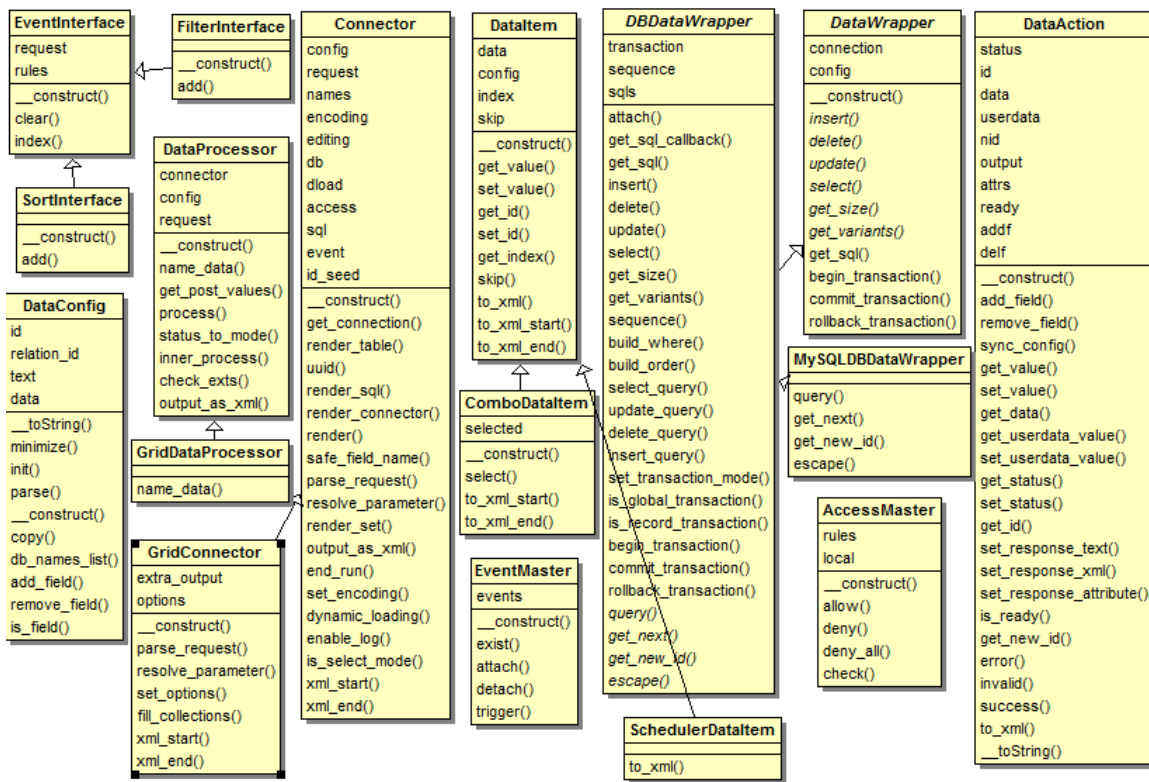 EventInterface
request
rules
__construct()
clear()
index()
FilterInterface
__construct()
add()
SortInterface
__construct()
add()
DataProcessor
connector
config
request
__construct()
name_data()
get_post_values()
process()
status_to_mode()
inner_process()
check_exts()
output_as_xml()
GridDataProcessor
name_data()
DataConfig
id
relation_id
text
data
__toString()
minimize()
init()
parse()
__construct()
copy()
db_names_list()
add_field()
remove_field()
is_field()
GridConnector
extra_output
options
__construct()
parse_request()
resolve_parameter()
set_options()
fill_collections()
xml_start()
xml_end()
Connector
config
request
names
encoding
editing
db
dload
access
sql
event
id_seed
__construct()
get_connection()
render_table()
uuid()
render_sql()
render_connector()
render()
safe_field_name()
parse_request()
resolve_parameter()
render_set()
output_as_xml()
end_run()
set_encoding()
dynamic_loading()
enable_log()
is_select_mode()
xml_start()
xml_end()
DataItem
data
config
index
skip
__construct()
get_value()
set_value()
get_id()
set_id()
get_index()
skip()
to_xml()
to_xml_start()
to_xml_end()
ComboDataItem
selected
__construct()
select()
to_xml_start()
to_xml_end()
EventMaster
events
__construct()
exist()
attach()
detach()
trigger()
DBDataWrapper
transaction
sequence
sqls
attach()
get_sql_callback()
get_sql()
insert()
delete()
update()
select()
get_size()
get_variants()
sequence()
build_where()
build_order()
select_query()
update_query()
delete_query()
insert_query()
set_transaction_mode()
is_global_transaction()
is_record_transaction()
begin_transaction()
commit_transaction()
rollback_transaction()
query()
get_next()
get_new_id()
escape()
SchedulerDataItem
to_xml()
DataWrapper
connection
config
__construct()
insert()
delete()
update()
select()
get_size()
get_variants()
get_sql()
begin_transaction()
commit_transaction()
rollback_transaction()
MySQLDBDataWrapper
query()
get_next()
get_new_id()
escape()
AccessMaster
rules
local
__construct()
allow()
deny()
deny_all()
check()
DataAction
status
id
data
userdata
nid
output
attrs
ready
addf
delf
__construct()
add_field()
remove_field()
sync_config()
get_value()
set_value()
get_data()
get_userdata_value()
set_userdata_value()
get_status()
set_status()
get_id()
set_response_text()
set_response_xml()
set_response_attribute()
is_ready()
get_new_id()
error()
invalid()
success()
to_xml()
__toString()